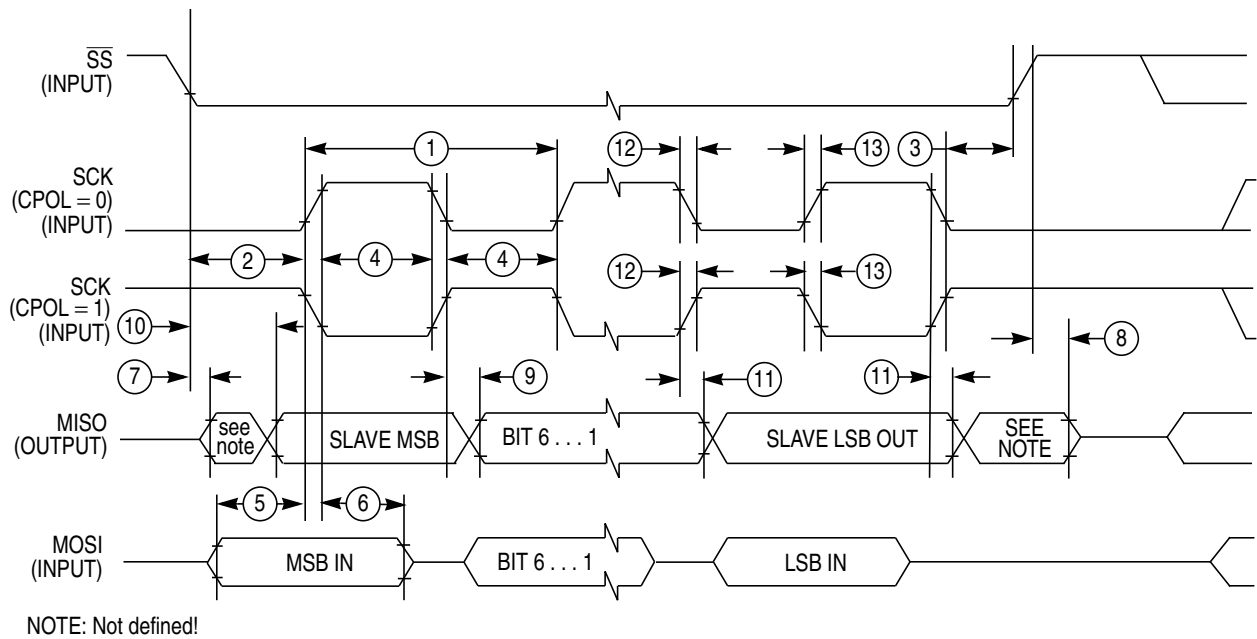 SS
(INPUT)
1
12
13
3
SCK
(CPOL = 0)
(INPUT)
2
4
4
12
13
SCK
(CPOL = 1)
(INPUT)
10
8
7
9
11
11
MISO
(OUTPUT)
see
note
SLAVE MSB
BIT 6 . . . 1
SLAVE LSB OUT
SEE
NOTE
5
6
MOSI
(INPUT)
MSB IN
BIT 6 . . . 1
LSB IN
NOTE: Not defined!